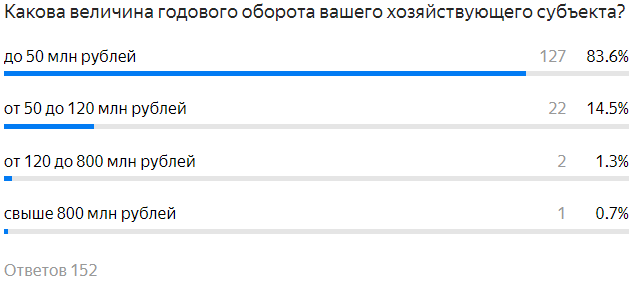 Какова величина годового оборота вашего хозяйствующего субъекта?
до 50 млн рублей 127 83.6%
от 50 до 120 млн рублей 22 14.5%
от 120 до 800 млн рублей 2 1.3%
свыше 800 млн рублей 1 0.7%
Ответов 152